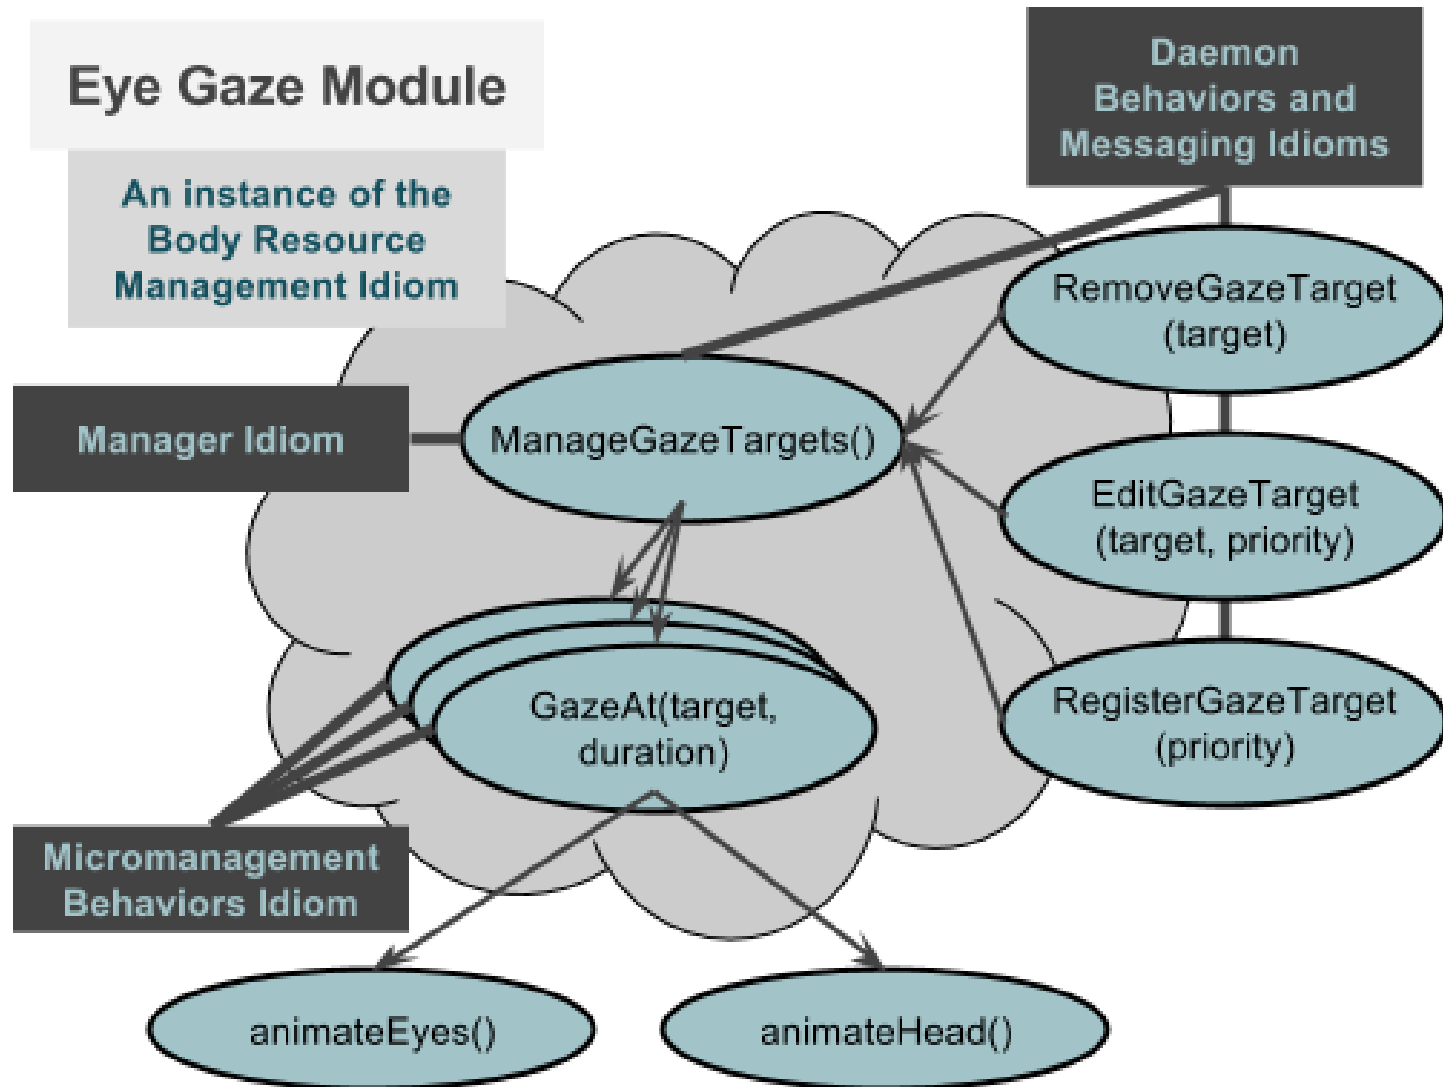 Eye Gaze Module
An instance of the
Body Resource
Management Idiom
Daemon
Behaviors and
Messaging Idioms
RemoveGazeTarget
(target)
Manager Idiom
ManageGazeTargets()
EditGazeTarget
(target, priority)
GazeAt(target,
duration)
RegisterGazeTarget
(priority)
Micromanagement
Behaviors Idiom
animateEyes()
animateHead()